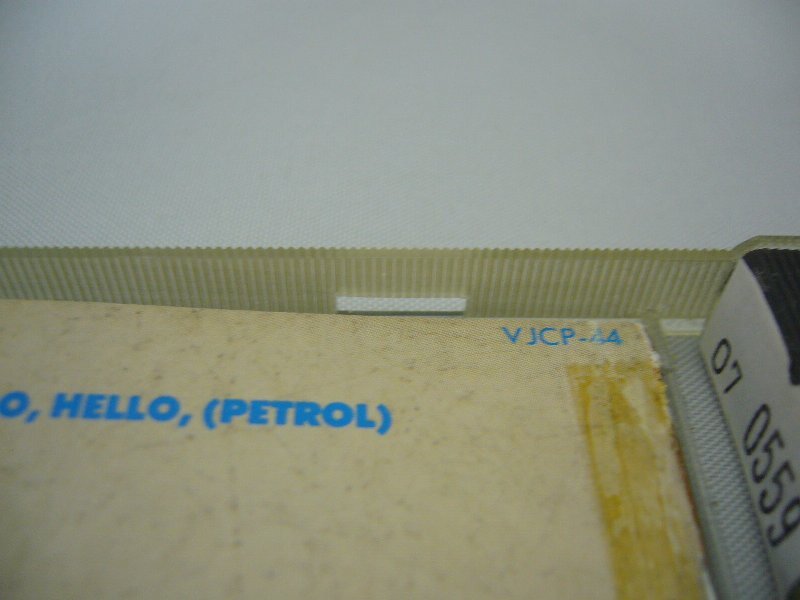 VJCP-44
O, HELLO, (PETROL)
07 0559